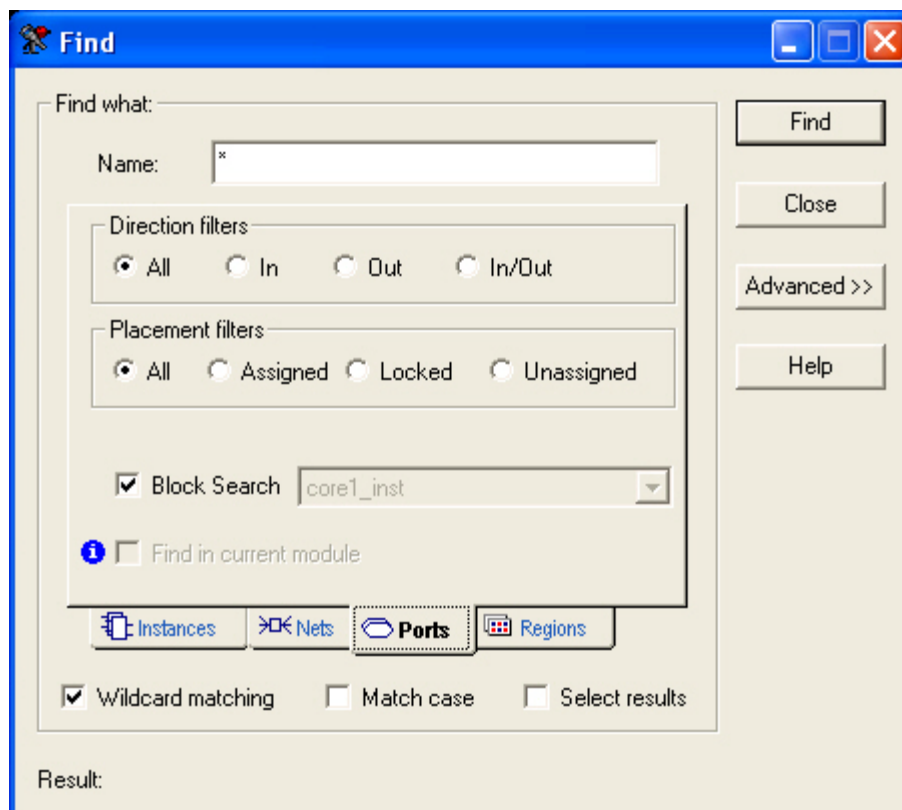 Find
Find what:
Find
Name: *
Close
Direction filters
All In Out In/Out
Advanced >>
Placement filters
All Assigned Locked Unassigned
Help
Block Search core1_inst
Find in current module
Instances Nets Ports Regions
Wildcard matching Match case Select results
Result: